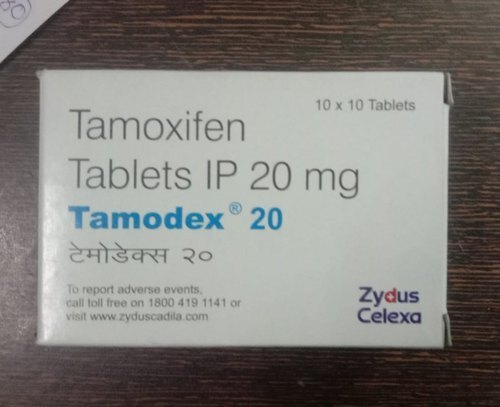 10 x 10 Tablets
Tamoxifen
Tablets IP 20 mg
Tamodex® 20
टेमोडेक्स २०
To report adverse events,
call toll free on 1800 419 1141 or
visit www.zyduscadila.com
Zydus
Celexa